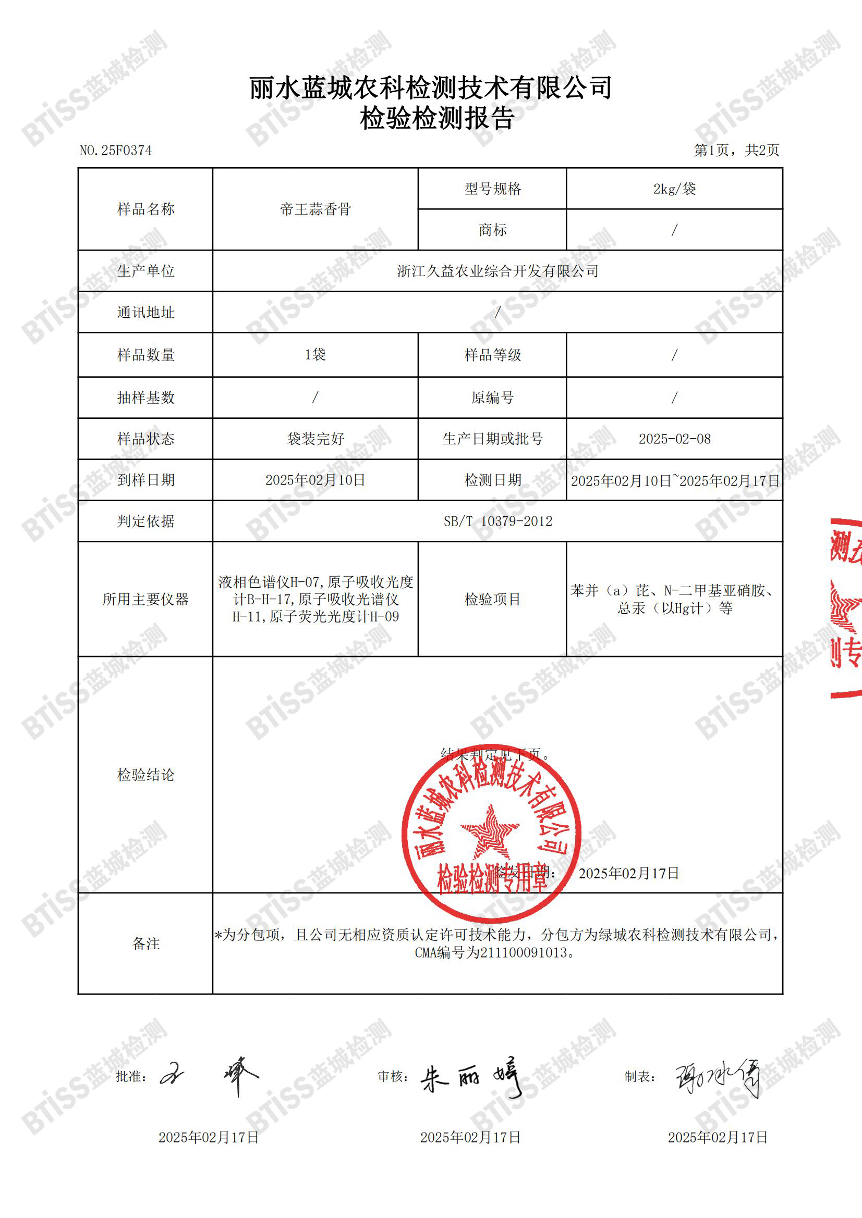 丽水蓝城农科检测技术有限公司
检验检测报告
NO.25F0374
第1页，共2页
样品名称
帝王蒜香骨
型号规格
2kg/袋
商标
/
生产单位
浙江久益农业综合开发有限公司
通讯地址
/
样品数量
1袋
样品等级
/
抽样基数
/
原编号
/
样品状态
袋装完好
生产日期或批号
2025-02-08
到样日期
2025年02月10日
检测日期
2025年02月10日~2025年02月17日
判定依据
SB/T 10379-2012
所用主要仪器
液相色谱仪H-07,原子吸收光度
计B-H-17,原子吸收光谱仪
H-11,原子荧光光度计H-09
检验项目
苯并（a）芘、N-二甲基亚硝胺、
总汞（以Hg计）等
检验结论
结果判定见下页。
丽水蓝城农科检测技术有限公司
检验检测专用章
签发日期：
2025年02月17日
备注
*为分包项，且公司无相应资质认定许可技术能力，分包方为绿城农科检测技术有限公司，
CMA编号为211100091013。
批准：
审核：朱丽婷
制表：
2025年02月17日
2025年02月17日
2025年02月17日
BTiSS蓝城检测